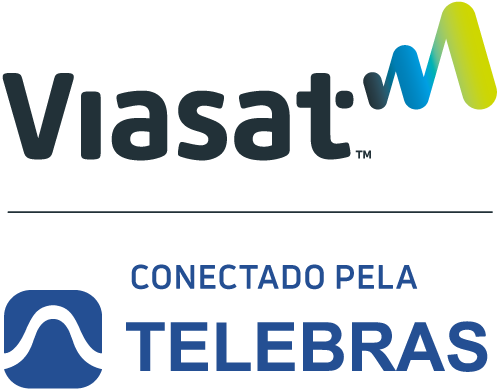 Viasat™
CONECTADO PELA
TELEBRAS